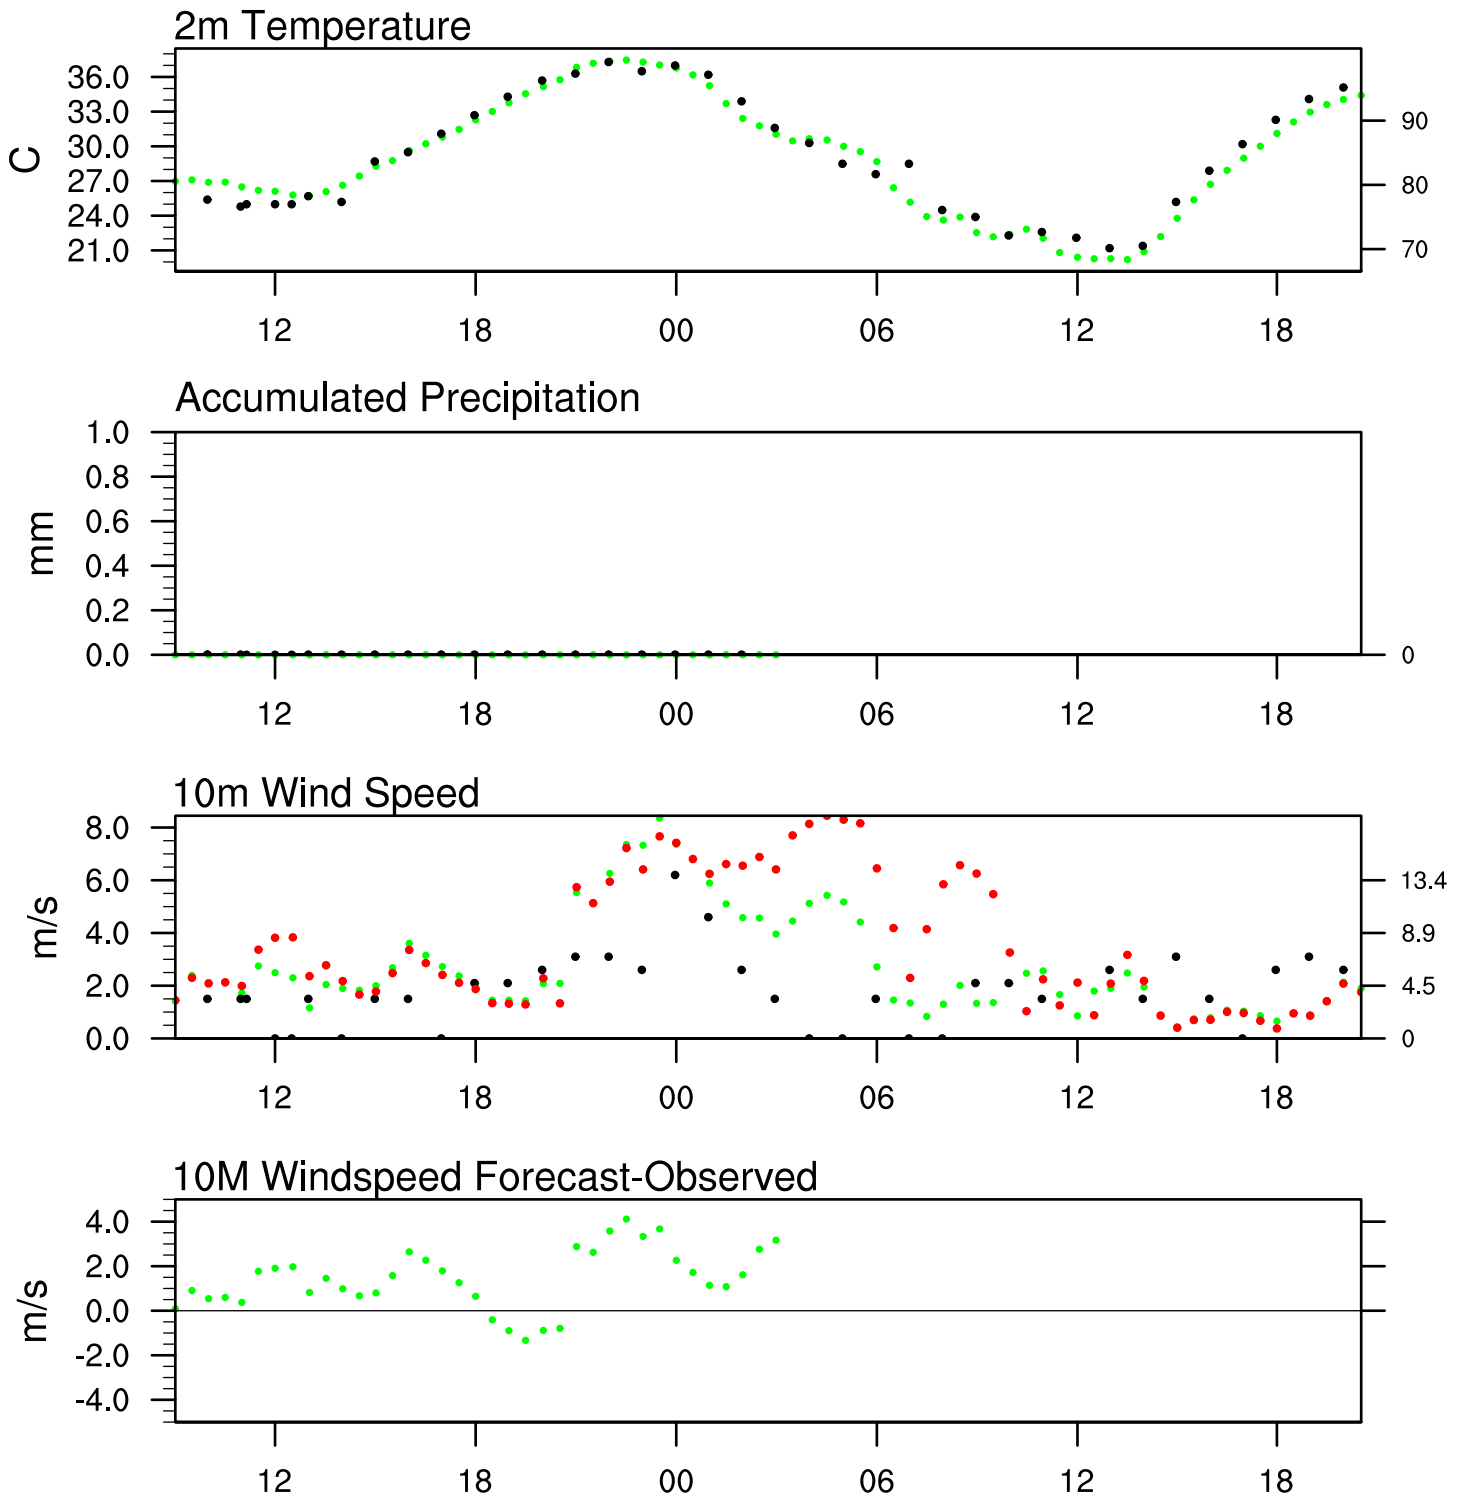 2m Temperature
36.0
33.0
30.0
27.0
24.0
21.0
C
90
80
70
12 18 00 06 12 18
Accumulated Precipitation
1.0
0.8
0.6
0.4
0.2
0.0
mm
0
12 18 00 06 12 18
10m Wind Speed
8.0
6.0
4.0
2.0
0.0
m/s
13.4
8.9
4.5
0
12 18 00 06 12 18
10M Windspeed Forecast-Observed
4.0
2.0
0.0
-2.0
-4.0
m/s
12 18 00 06 12 18